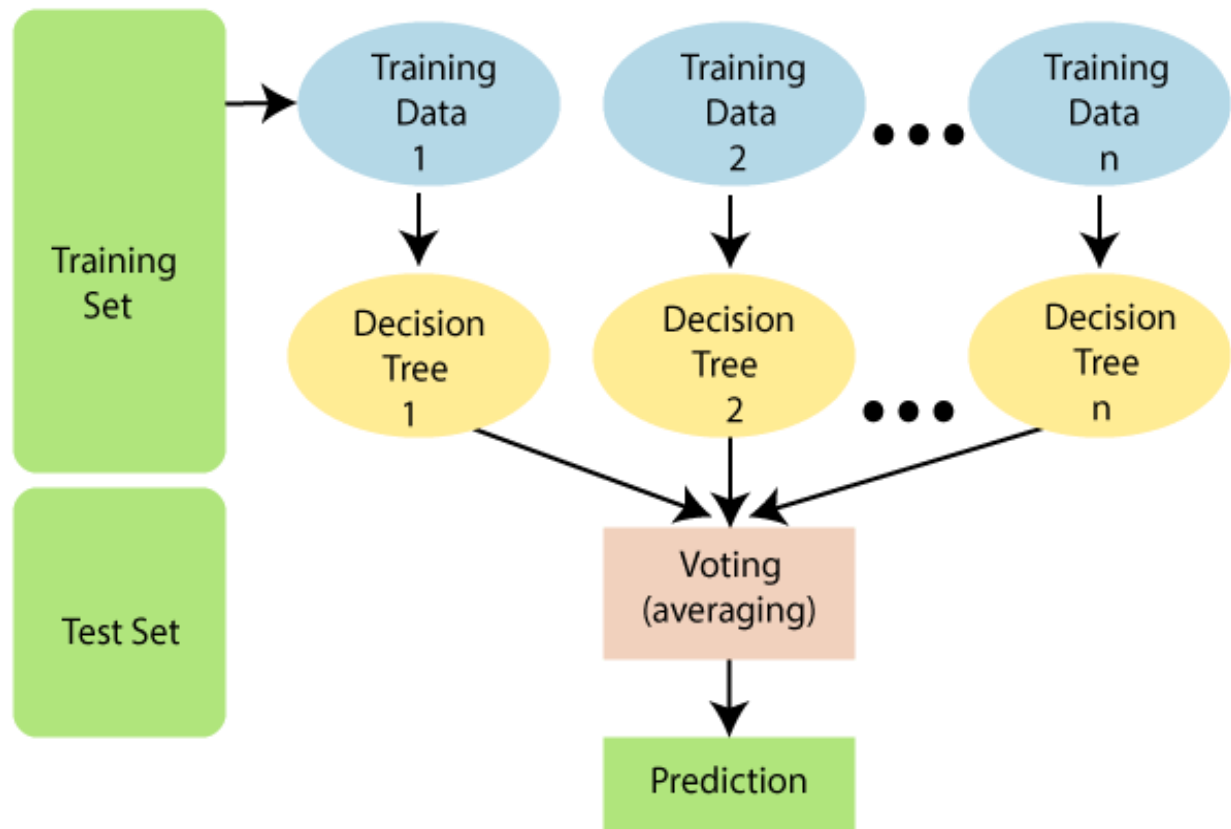 Training
Set
Test Set
Training
Data
1
Training
Data
2
Training
Data
n
Decision
Tree
1
Decision
Tree
2
Decision
Tree
n
Voting
(averaging)
Prediction